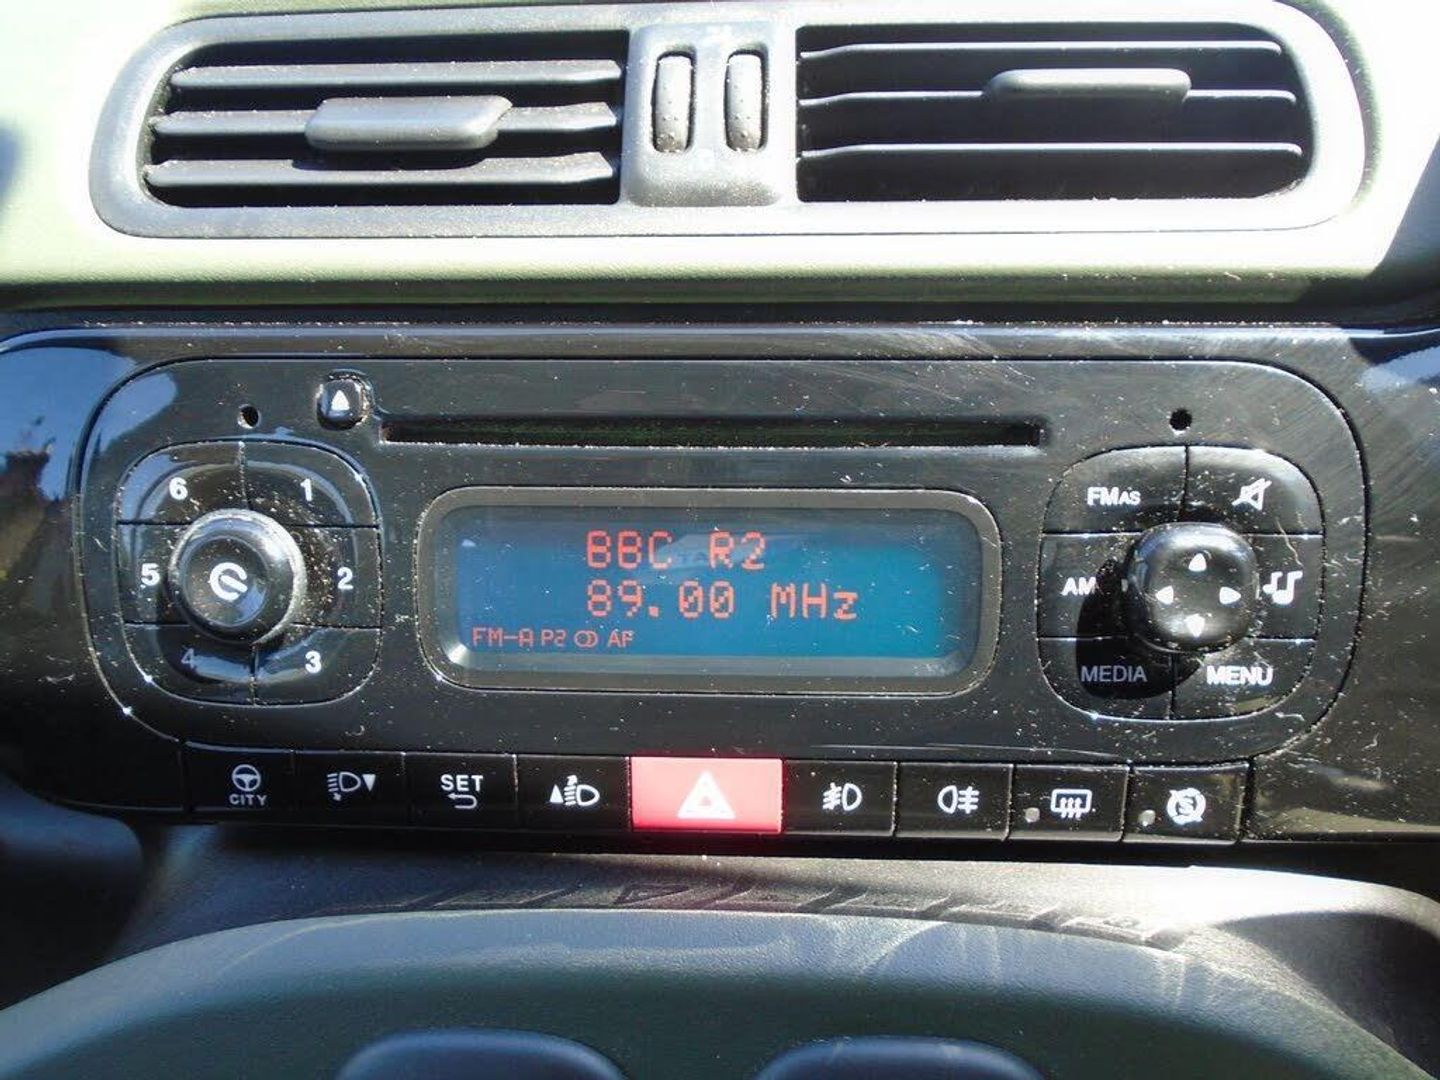 6 1
5 2
4 3
BBC R2
89.00 MHz
FM-A P2 AF
FMAS
AM
MEDIA MENU
CITY
SET